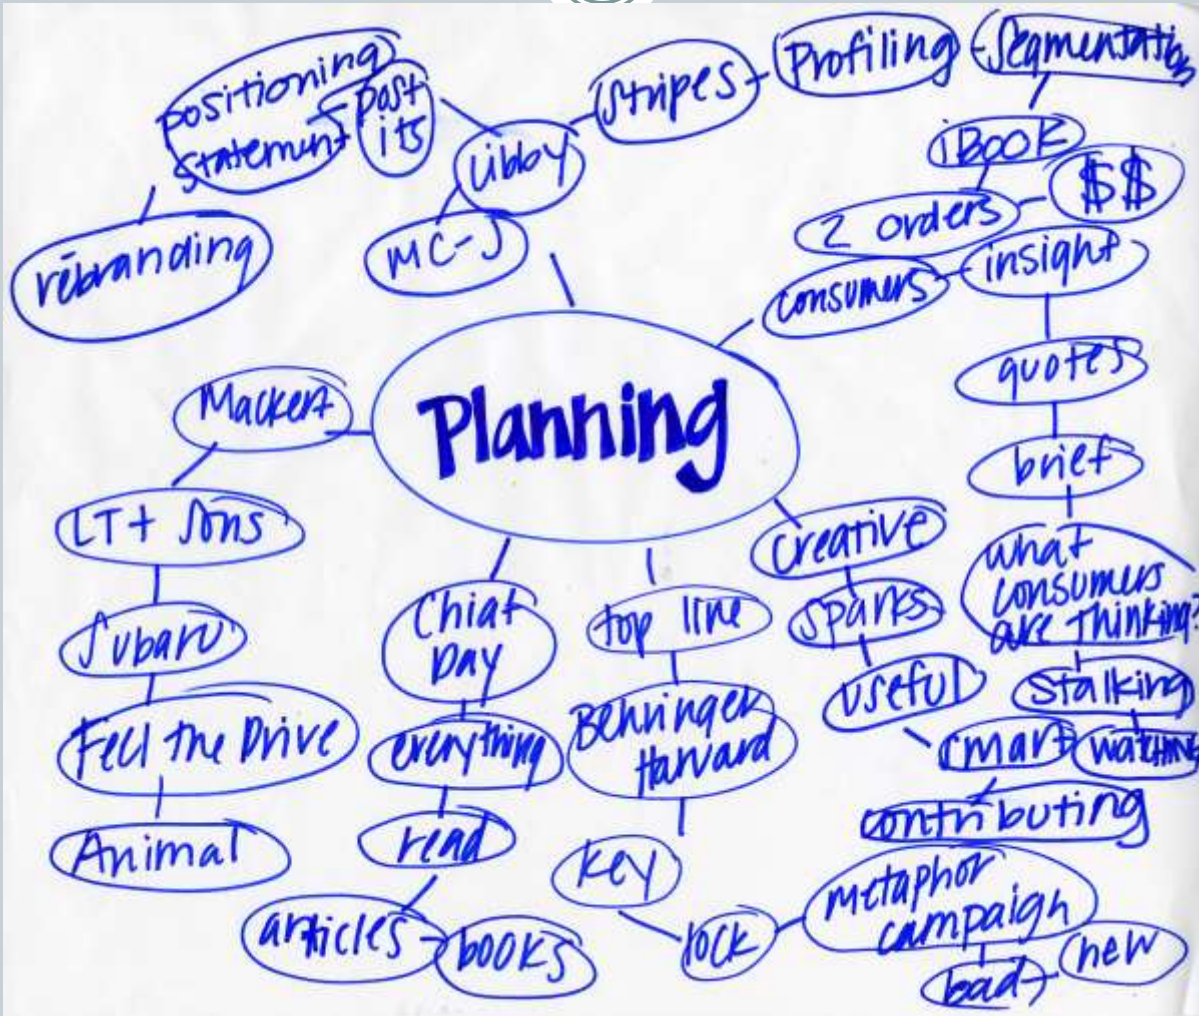 positioning
statement
post
its
Libby
stripes
Profiling
Segmentation
iBOOK
$$
2 orders
rebranding
MC-J
consumers
insight
quotes
Mackert
Planning
brief
LT+ Sons
creative
what
consumers
are thinking?
Subaru
Chiat
Day
top line
sparks
useful
stalking
Feel the Drive
everything
Behringer
Harvard
smart
watching
contributing
Animal
read
key
metaphor
campaign
articles
books
lock
bad
new